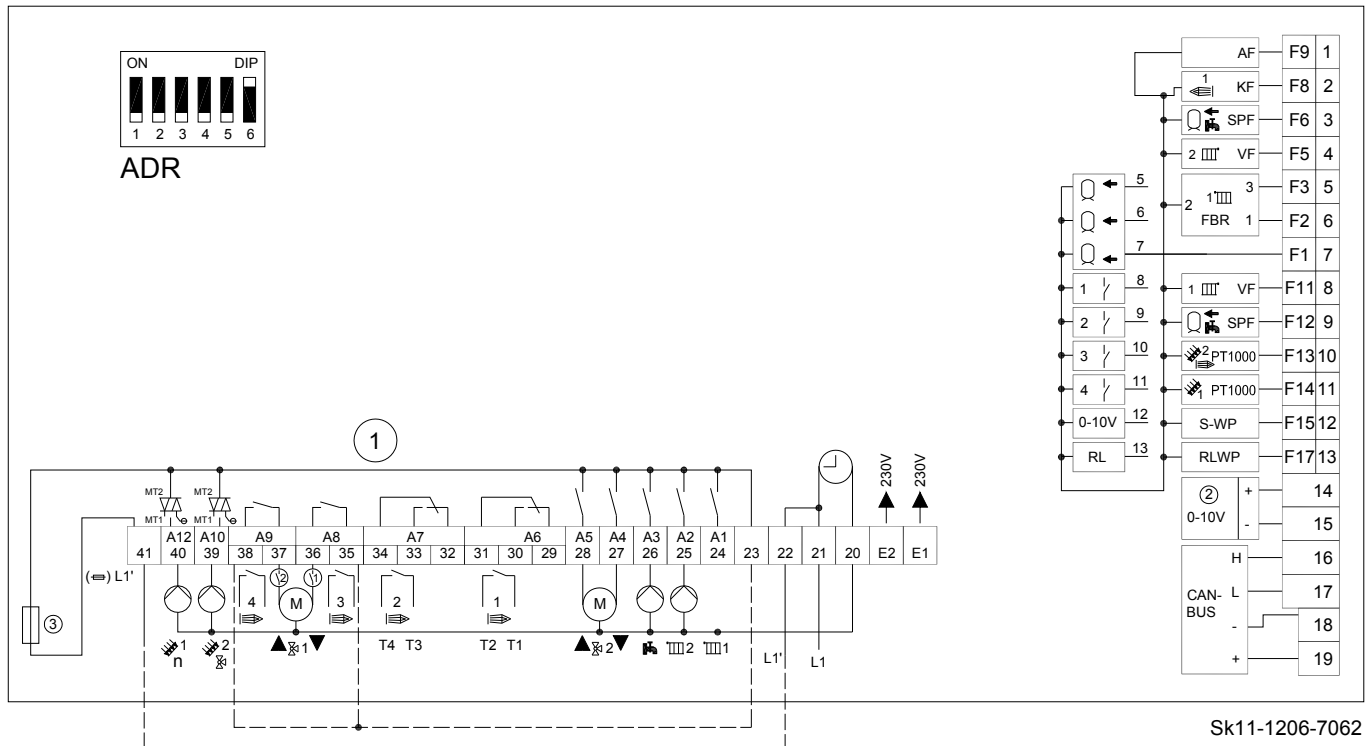 ON DIP
1 2 3 4 5 6
ADR
AF F9 1
1 KF F8 2
SPF F6 3
2 VF F5 4
5
3 F3 5
2 1
6
FBR 1 F2 6
7
F1 7
1 8
1 VF F11 8
2 9
SPF F12 9
3 10
2 PT1000 F13 10
4 11
1 PT1000 F14 11
0-10V 12
S-WP F15 12
RL 13
RLWP F17 13
② + 14
0-10V
- 15
H 16
CAN-BUS
L 17
- 18
+ 19
①
230V 230V
MT2 MT2
MT1 MT1
A12 A10 A9 A8 A7 A6 A5 A4 A3 A2 A1
41 40 39 38 37 36 35 34 33 32 31 30 29 28 27 26 25 24 23 22 21 20 E2 E1
( ) L1'
③
4 2 M 1 3 2 1 M
1 n 2 1 T4 T3 T2 T1 2 2 1 L1' L1
Sk11-1206-7062